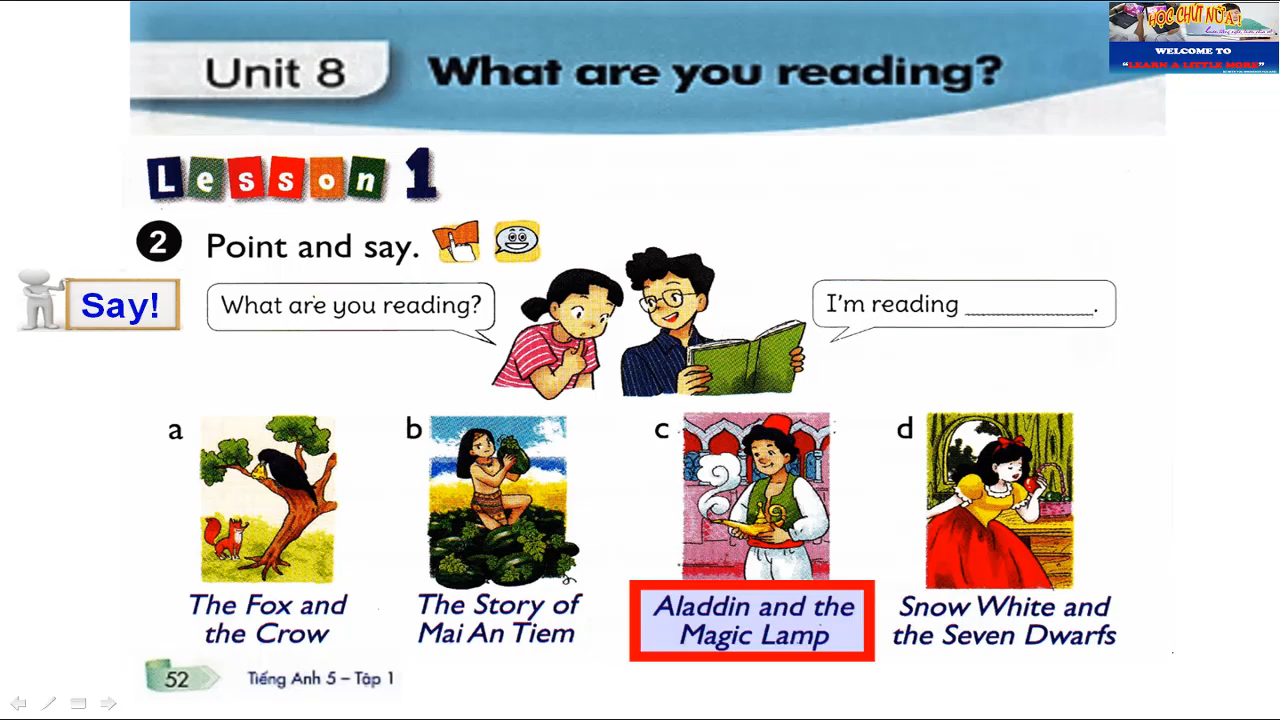 HỌC CHÚT NỮA!
WELCOME TO
"LEARN A LITTLE MORE"
Unit 8 What are you reading?
Lesson 1
2 Point and say.
Say!
What are you reading?
I'm reading ____________.
a
b
c
d
The Fox and
the Crow
The Story of
Mai An Tiem
Aladdin and the
Magic Lamp
Snow White and
the Seven Dwarfs
52 Tiếng Anh 5 – Tập 1